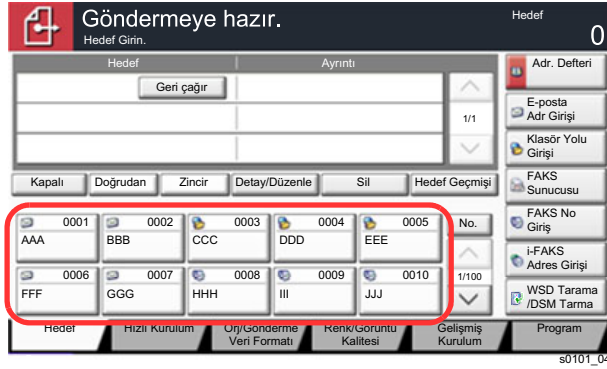 Göndermeye hazır.
Hedef Girin.
Hedef
0
Hedef Ayrıntı
Geri çağır
1/1
Adr. Defteri
E-posta
Adr Girişi
Klasör Yolu
Girişi
FAKS
Sunucusu
FAKS No
Giriş
i-FAKS
Adres Girişi
WSD Tarama
/DSM Tarma
Kapalı Doğrudan Zincir Detay/Düzenle Sil Hedef Geçmişi
0001 0002 0003 0004 0005 No.
AAA BBB CCC DDD EEE
0006 0007 0008 0009 0010 1/100
FFF GGG HHH III JJJ
Hedef Hızlı Kurulum Orj/Gönderme
Veri Formatı Renk/Görüntü
Kalitesi Gelişmiş
Kurulum Program
s0101_04